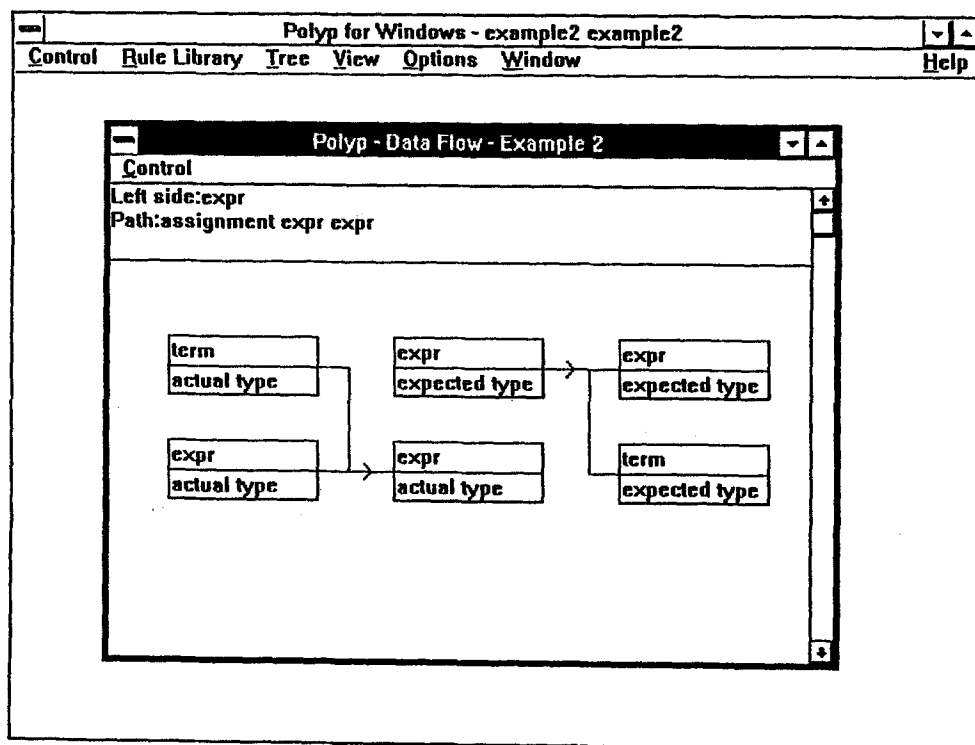 Polyp for Windows - example2 example2
Control Rule Library Tree View Options Window Help
Polyp - Data Flow - Example 2
Control
Left side:expr
Path:assignment expr expr
term
actual type
expr
expected type
expr
expected type
expr
actual type
expr
actual type
term
expected type